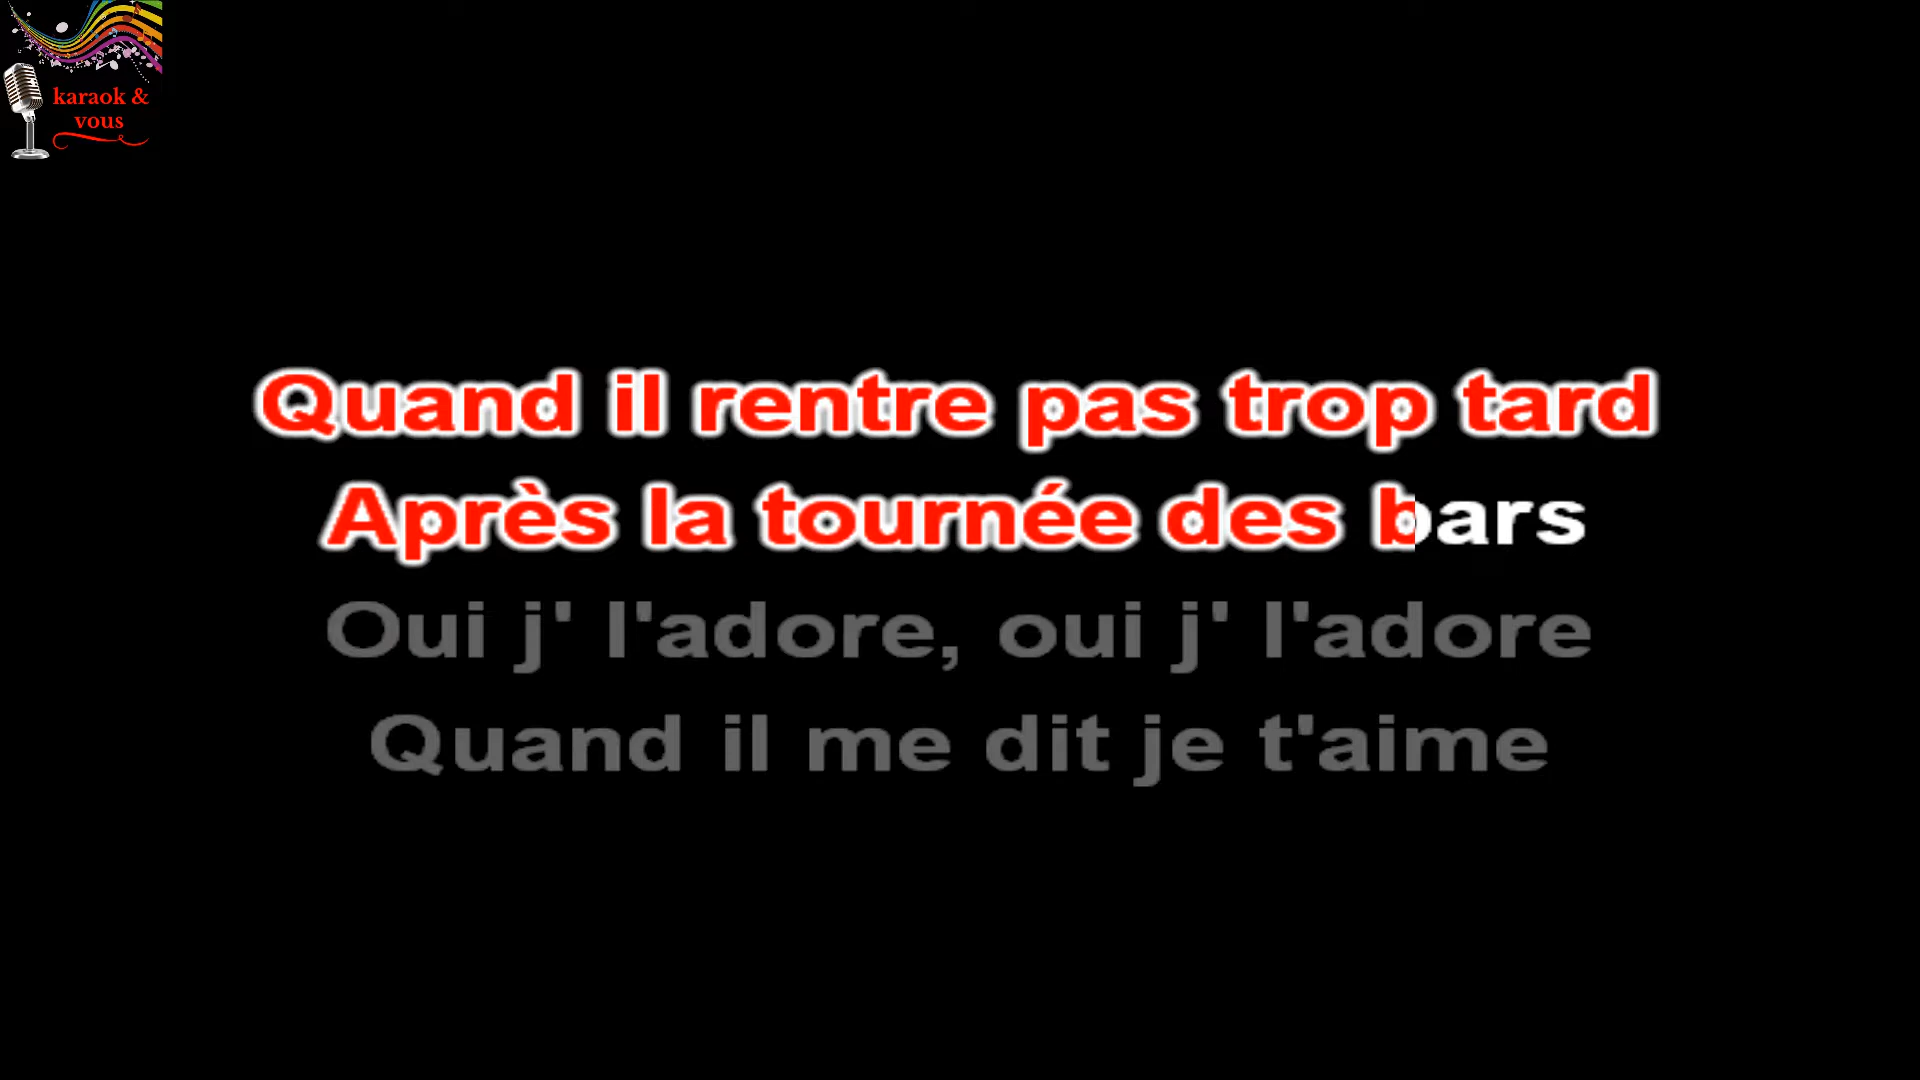 karaok &
vous
Quand il rentre pas trop tard
Après la tournée des bars
Oui j' l'adore, oui j' l'adore
Quand il me dit je t'aime